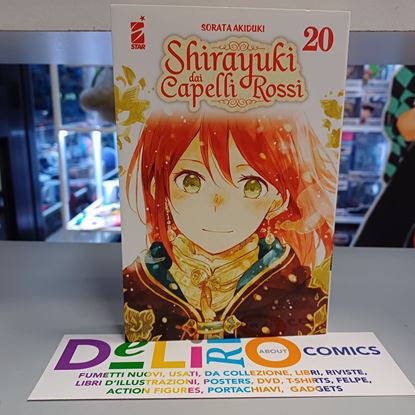 STAR
SORATA AKIDUKI
20
Shirayuki
dai
Capelli Rossi
DeLiRIO ABOUT COMICS
FUMETTI NUOVI, USATI, DA COLLEZIONE, LIBRI, RIVISTE,
LIBRI D'ILLUSTRAZIONI, POSTERS, DVD, T-SHIRTS, FELPE,
ACTION FIGURES, PORTACHIAVI, GADGETS